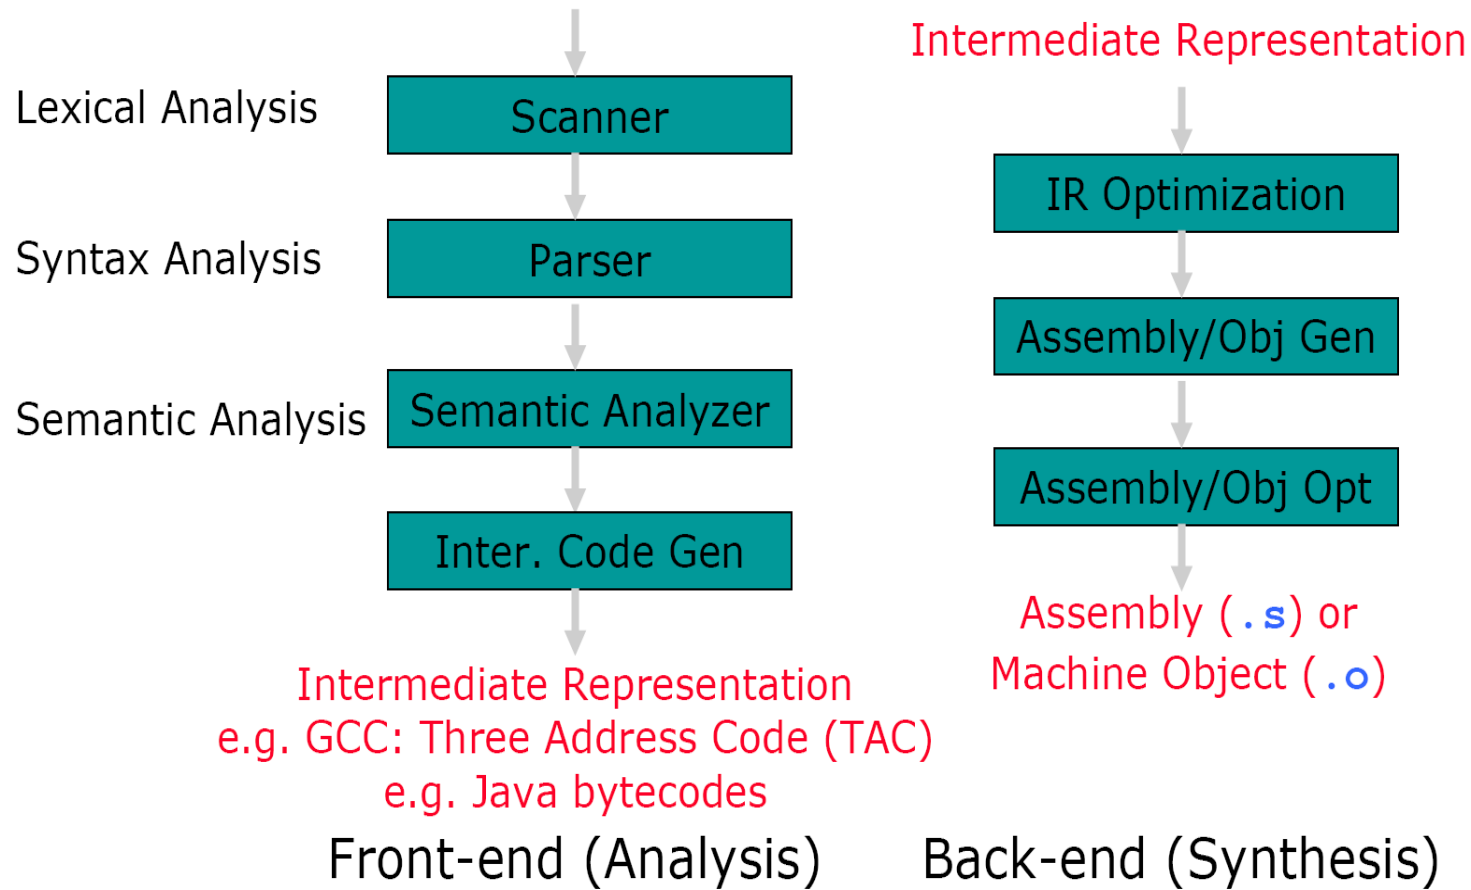 Lexical Analysis
Scanner
Syntax Analysis
Parser
Semantic Analysis
Semantic Analyzer
Inter. Code Gen
Intermediate Representation
e.g. GCC: Three Address Code (TAC)
e.g. Java bytecodes
Front-end (Analysis)
Intermediate Representation
IR Optimization
Assembly/Obj Gen
Assembly/Obj Opt
Assembly (.s) or
Machine Object (.o)
Back-end (Synthesis)